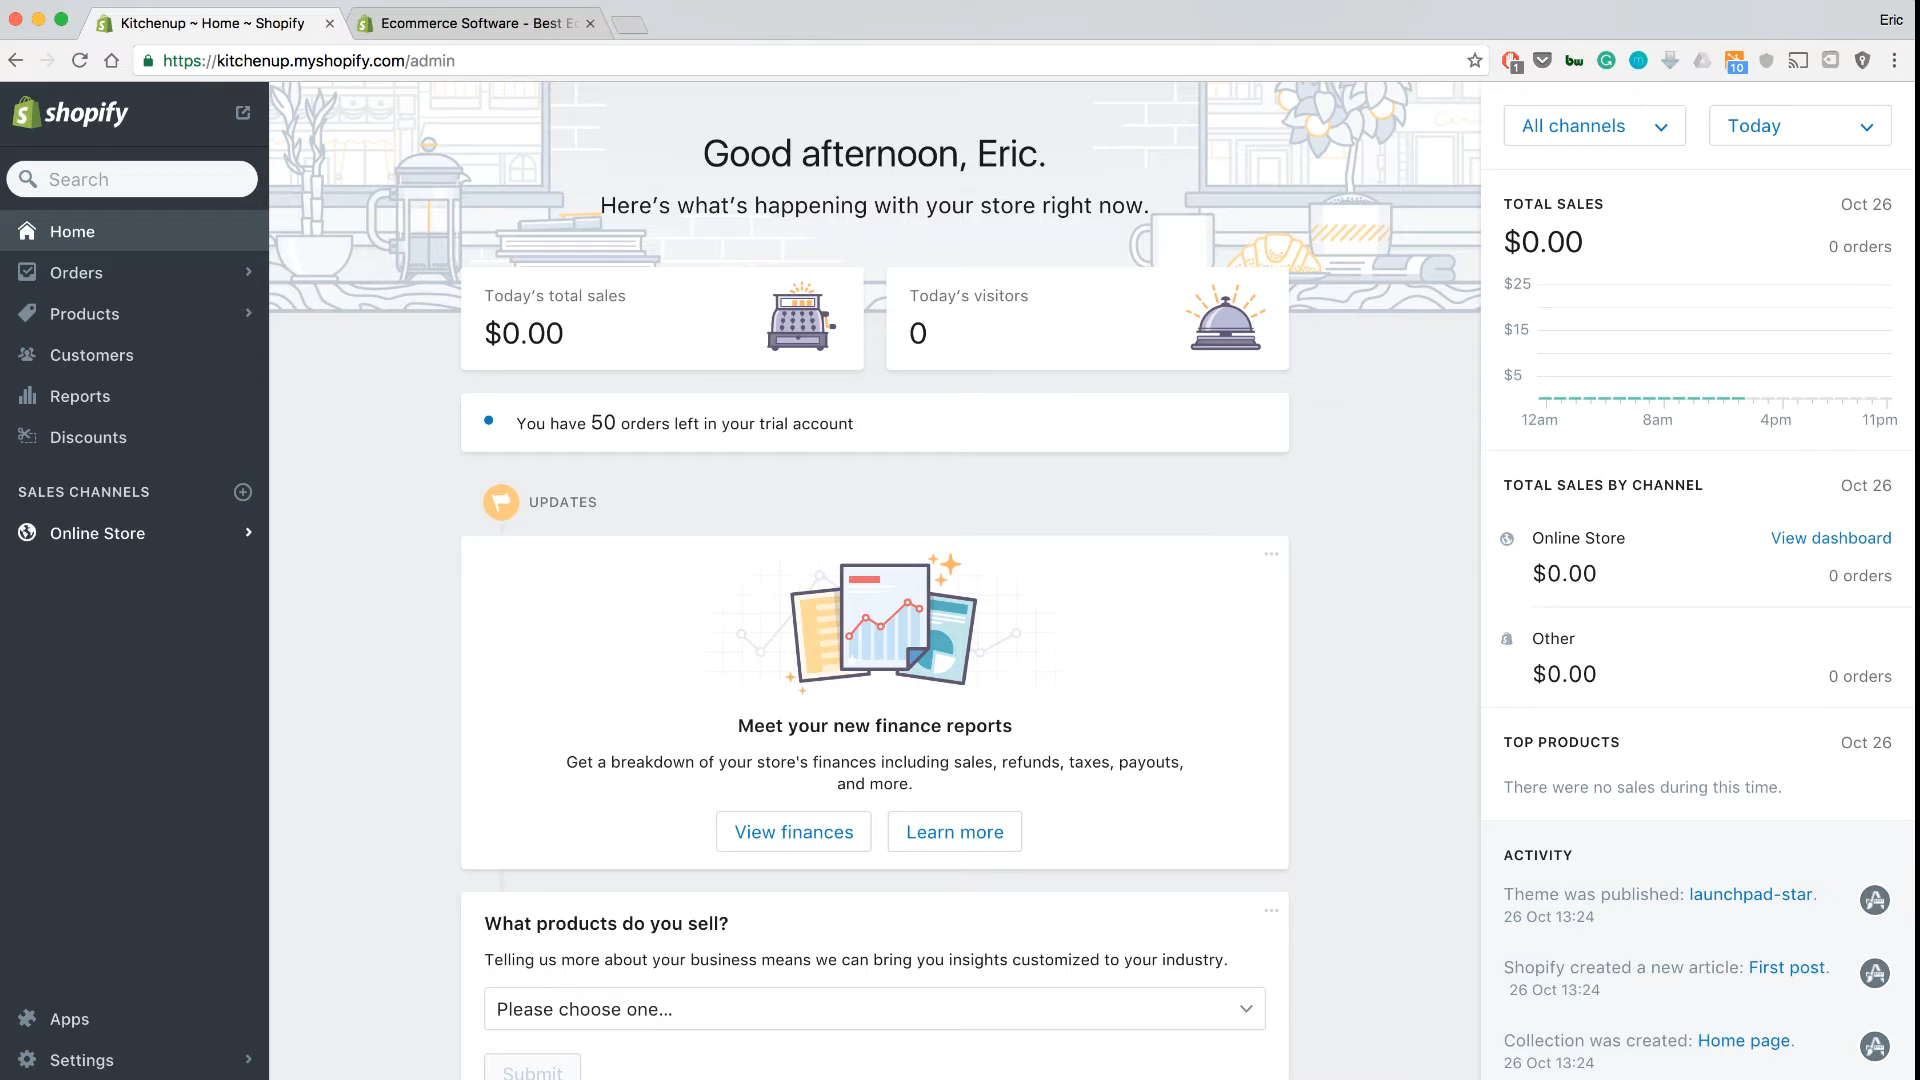 Kitchenup ~ Home ~ Shopify
Ecommerce Software - Best Ec
Eric
https://kitchenup.myshopify.com/admin
1
bw
10
shopify
Search
Home
Orders
Products
Customers
Reports
Discounts
SALES CHANNELS
Online Store
Apps
Settings
Good afternoon, Eric.
Here's what's happening with your store right now.
Today's total sales
$0.00
Today's visitors
0
You have 50 orders left in your trial account
UPDATES
Meet your new finance reports
Get a breakdown of your store's finances including sales, refunds, taxes, payouts,
and more.
View finances
Learn more
What products do you sell?
Telling us more about your business means we can bring you insights customized to your industry.
Please choose one...
Submit
All channels
Today
TOTAL SALES
Oct 26
$0.00
0 orders
$25
$15
$5
12am
8am
4pm
11pm
TOTAL SALES BY CHANNEL
Oct 26
Online Store
View dashboard
$0.00
0 orders
Other
$0.00
0 orders
TOP PRODUCTS
Oct 26
There were no sales during this time.
ACTIVITY
Theme was published: launchpad-star.
26 Oct 13:24
Shopify created a new article: First post.
26 Oct 13:24
Collection was created: Home page.
26 Oct 13:24